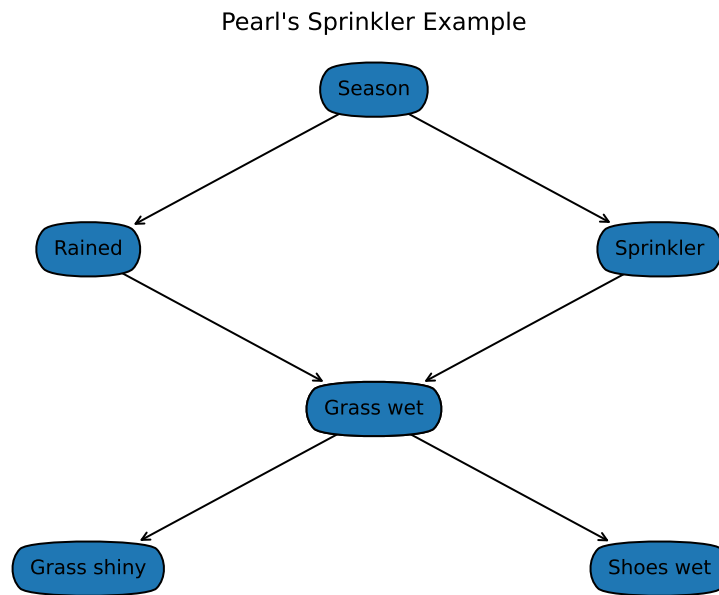 Pearl's Sprinkler Example
Season
Rained
Sprinkler
Grass wet
Grass shiny
Shoes wet